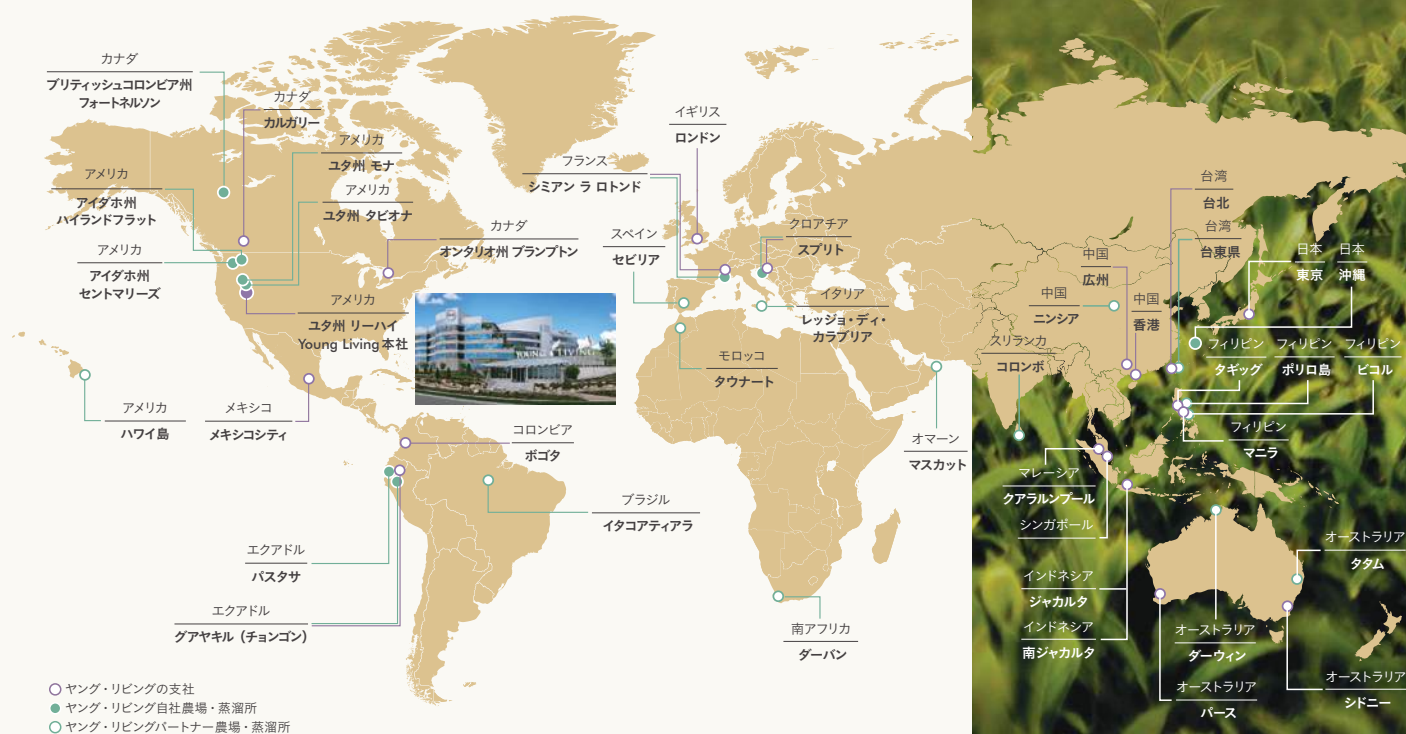 カナダ
ブリティッシュコロンビア州
フォートネルソン
カナダ
カルガリー
アメリカ
ユタ州 モナ
アメリカ
アイダホ州
ハイランドフラット
アメリカ
ユタ州 タビオナ
カナダ
オンタリオ州 ブランプトン
アメリカ
アイダホ州
セントマリーズ
アメリカ
ユタ州 リーハイ
Young Living 本社
YOUNG LIVING
アメリカ
ハワイ島
メキシコ
メキシコシティ
コロンビア
ボゴタ
ブラジル
イタコアティアラ
エクアドル
パスタサ
エクアドル
グアヤキル（チョンゴン）
イギリス
ロンドン
フランス
シミアン ラ ロトンド
スペイン
セビリア
クロアチア
スプリト
イタリア
レッジョ・ディ・
カラブリア
モロッコ
タウナート
オマーン
マスカット
南アフリカ
ダーバン
台湾
台北
台湾
台東県
中国
広州
中国
ニンシア
中国
香港
日本
東京
日本
沖縄
スリランカ
コロンボ
フィリピン
タギッグ
フィリピン
ポリロ島
フィリピン
ビコル
フィリピン
マニラ
マレーシア
クアラルンプール
シンガポール
インドネシア
ジャカルタ
インドネシア
南ジャカルタ
オーストラリア
タタム
オーストラリア
ダーウィン
オーストラリア
パース
オーストラリア
シドニー
ヤング・リビングの支社
ヤング・リビング自社農場・蒸溜所
ヤング・リビングパートナー農場・蒸溜所